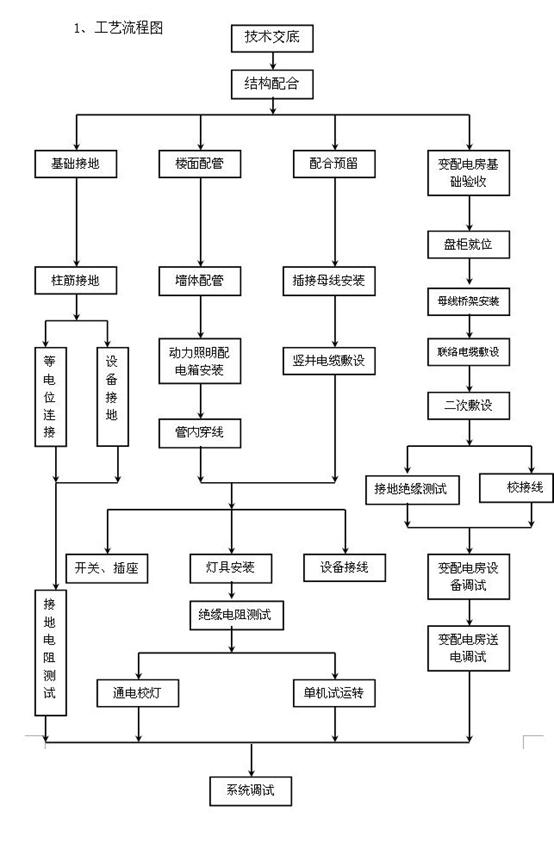 1、工艺流程图
技术交底
结构配合
基础接地
楼面配管
配合预留
变配电房基
础验收
盘柜就位
柱筋接地
墙体配管
插接母线安装
母线桥架安装
等电位连接
设备接地
动力照明配
电箱安装
竖井电缆敷设
联络电缆敷设
二次敷设
管内穿线
接地绝缘测试
校接线
开关、插座
灯具安装
设备接线
变配电房设
备调试
接地电阻测试
绝缘电阻测试
变配电房送
电调试
通电校灯
单机试运转
系统调试